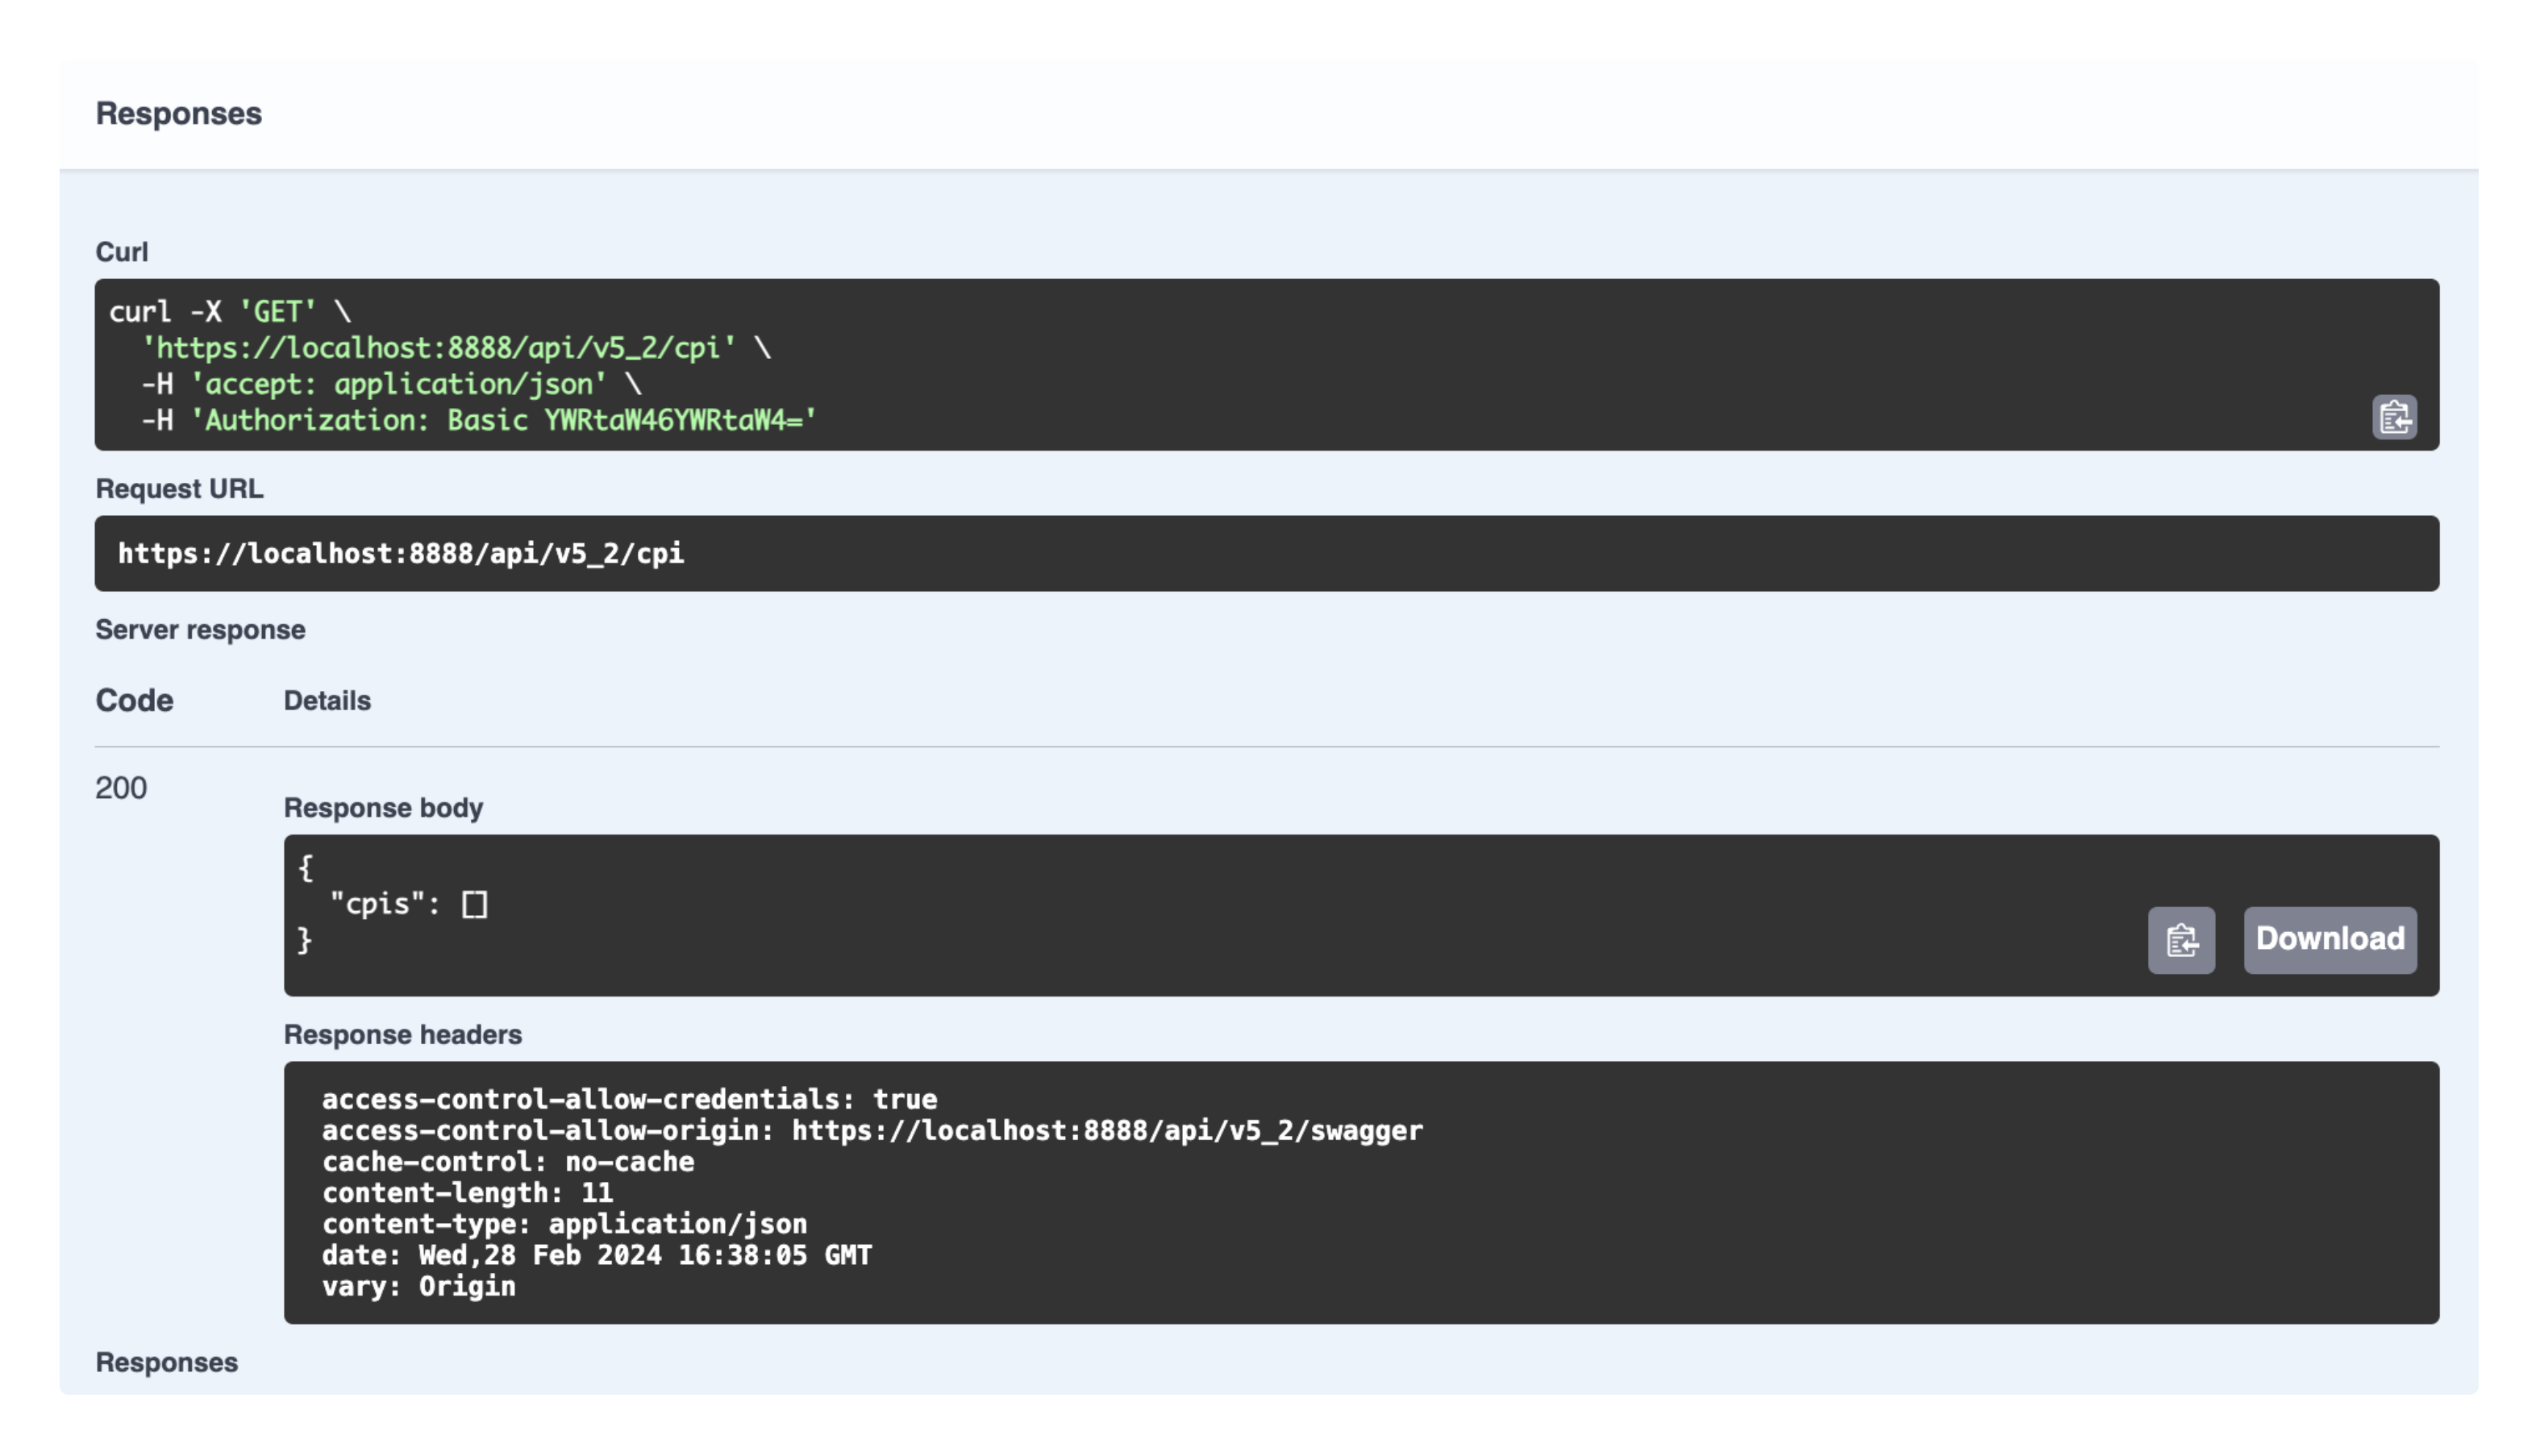 Responses
Curl
curl -X 'GET' \
  'https://localhost:8888/api/v5_2/cpi' \
  -H 'accept: application/json' \
  -H 'Authorization: Basic YWRtaW46YWRtaW4='
Request URL
https://localhost:8888/api/v5_2/cpi
Server response
Code Details
200
Response body
{
  "cpis": []
}
Download
Response headers
access-control-allow-credentials: true
access-control-allow-origin: https://localhost:8888/api/v5_2/swagger
cache-control: no-cache
content-length: 11
content-type: application/json
date: Wed,28 Feb 2024 16:38:05 GMT
vary: Origin
Responses